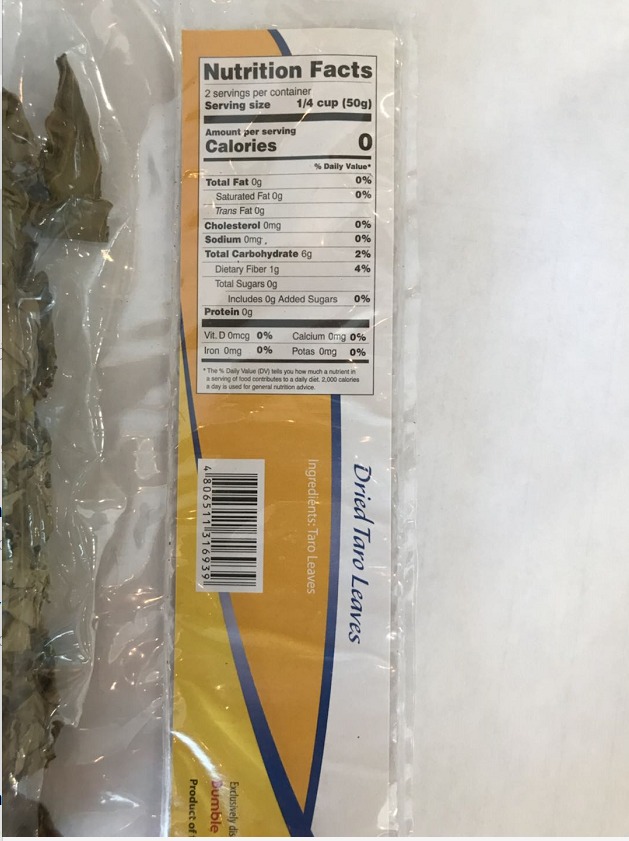 Nutrition Facts
2 servings per container
Serving size 1/4 cup (50g)
Amount per serving
Calories 0
% Daily Value*
Total Fat 0g 0%
Saturated Fat 0g 0%
Trans Fat 0g
Cholesterol 0mg 0%
Sodium 0mg 0%
Total Carbohydrate 6g 2%
Dietary Fiber 1g 4%
Total Sugars 0g
Includes 0g Added Sugars 0%
Protein 0g
Vit. D 0mcg 0% Calcium 0mg 0%
Iron 0mg 0% Potas 0mg 0%
* The % Daily Value (DV) tells you how much a nutrient in
a serving of food contributes to a daily diet. 2,000 calories
a day is used for general nutrition advice.
Dried Taro Leaves
Ingredients: Taro Leaves
4 806511 316939
Exclusively dis
Bumble
Product of